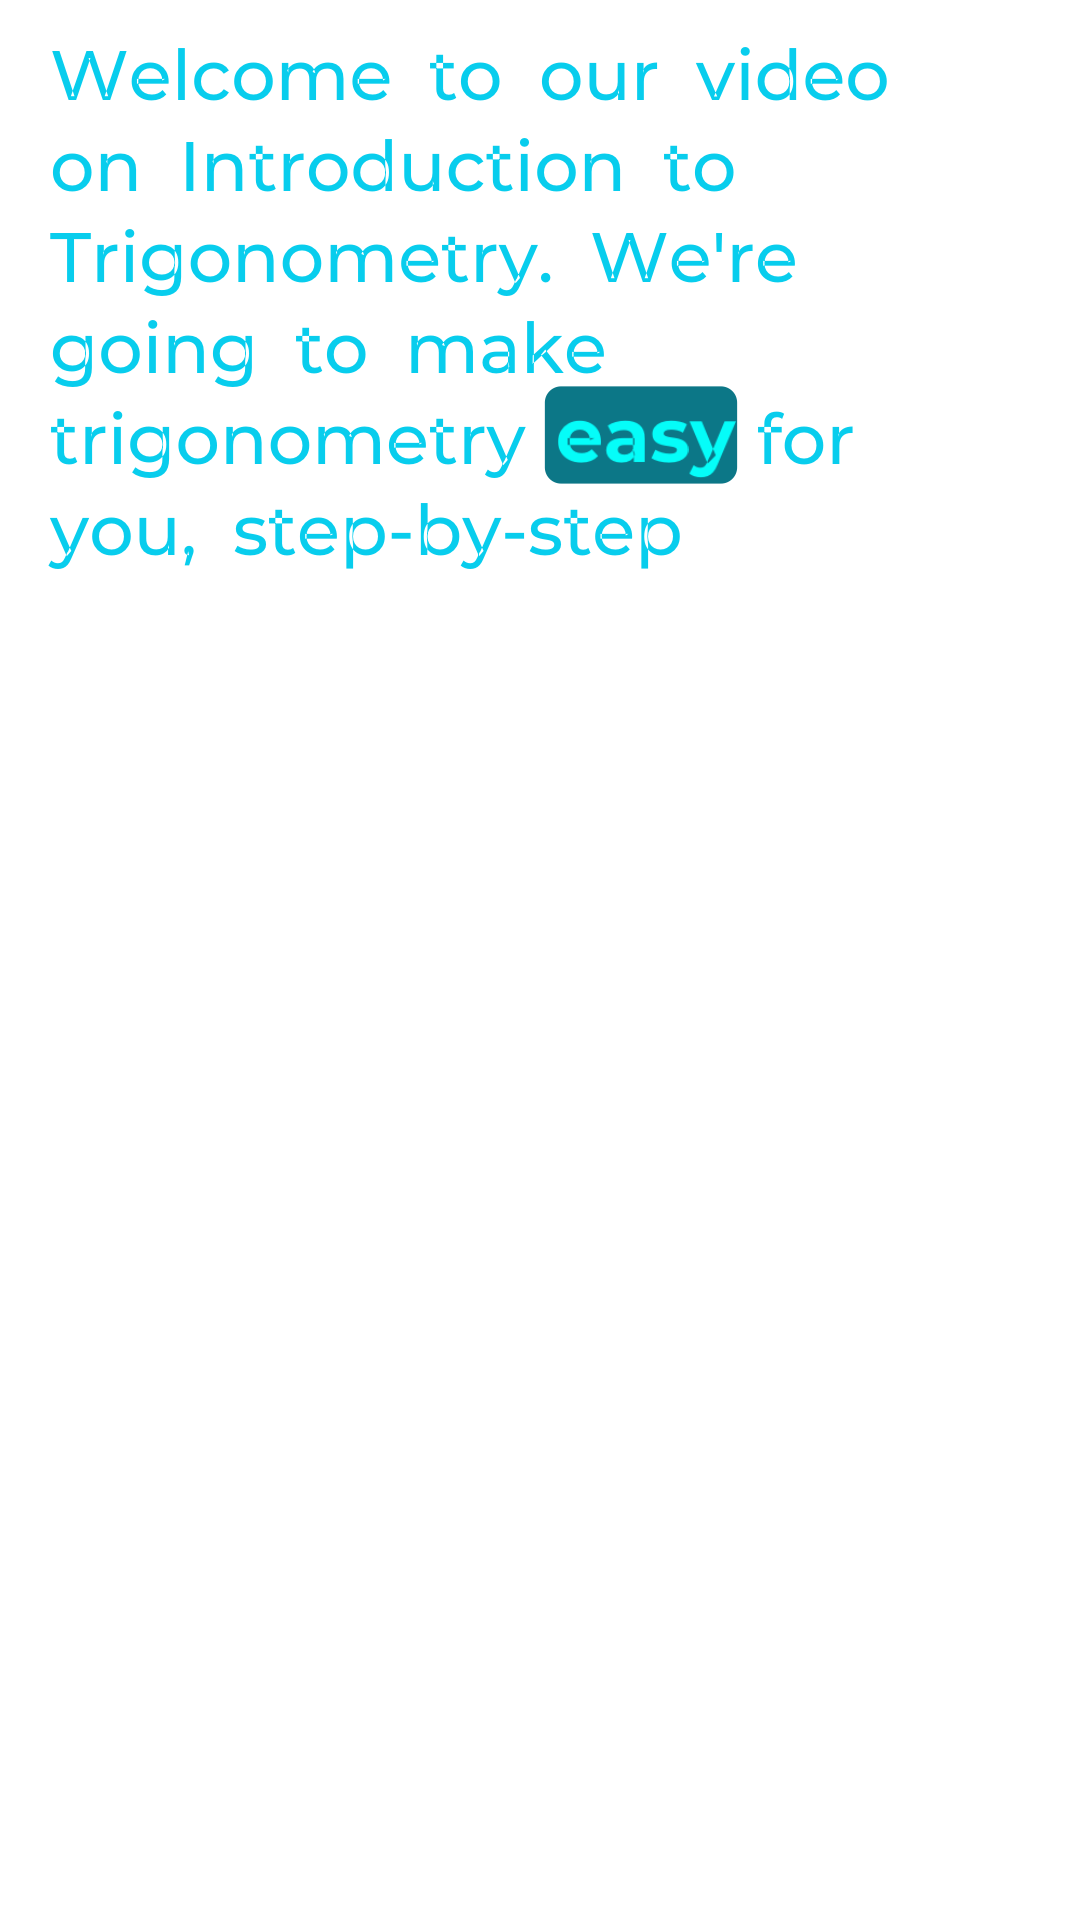 Welcome to our video
on Introduction to
Trigonometry. We're
going to make
trigonometry easy for
you, step-by-step